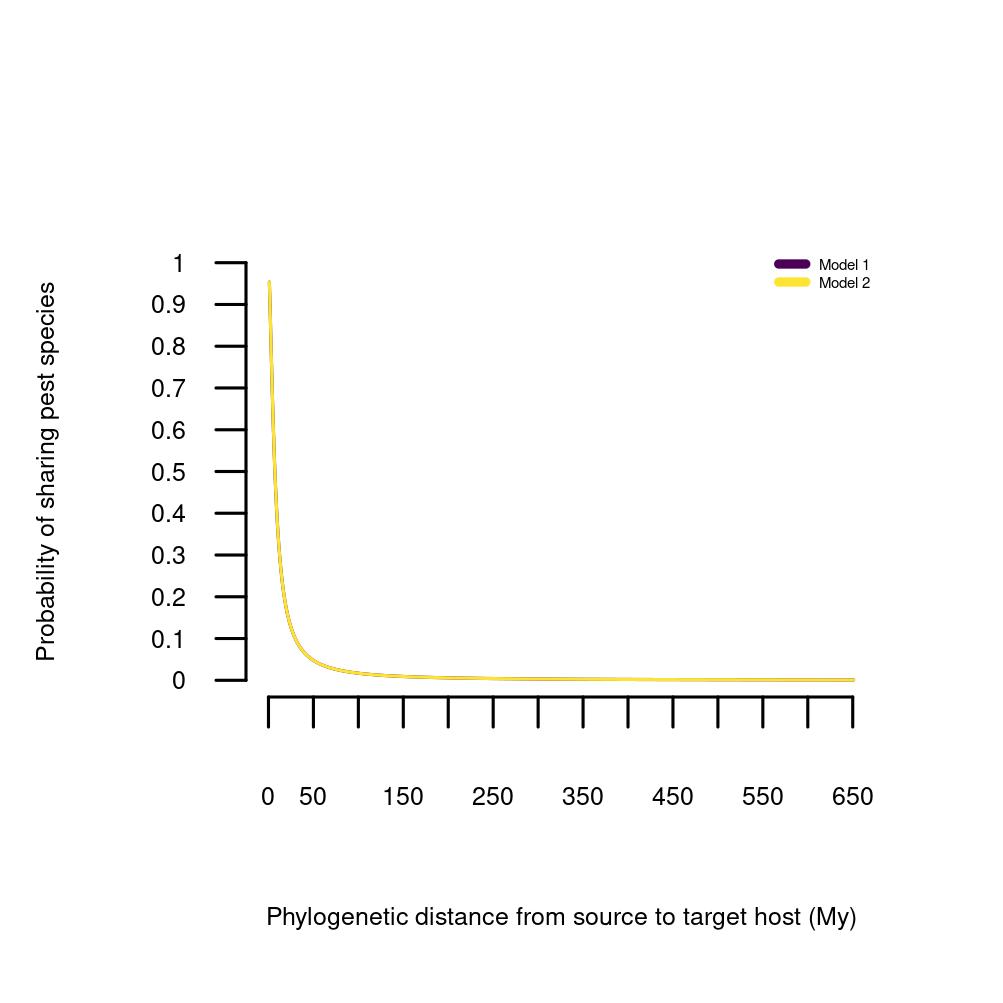 Model 1
Model 2
Probability of sharing pest species
1
0.9
0.8
0.7
0.6
0.5
0.4
0.3
0.2
0.1
0
0 50 150 250 350 450 550 650
Phylogenetic distance from source to target host (My)